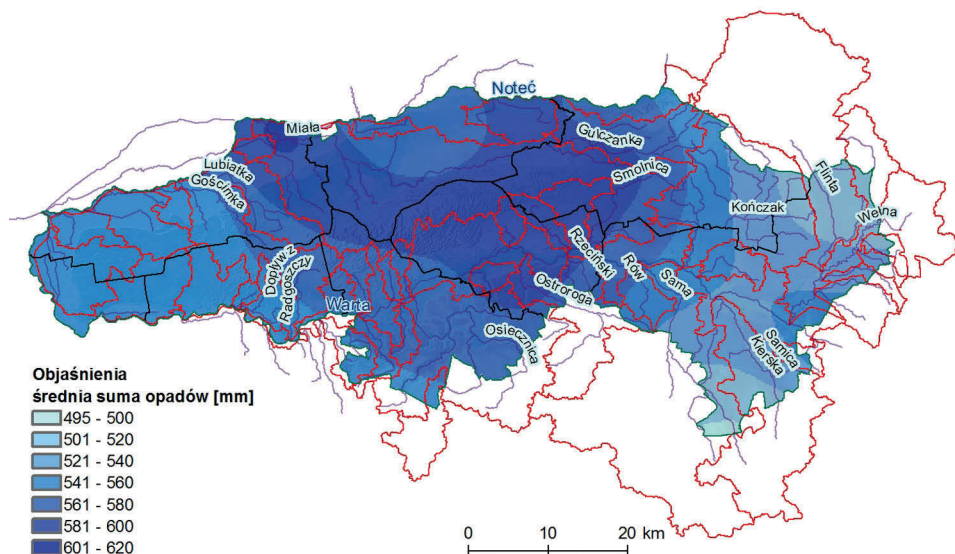 Noteć
Miała
Gulczanka
Lubiatka
Smolnica
Gościmka
Flinta
Kończak
Wełna
Dopływ z
Radgoszczy
Rzeciński
Rów
Sama
Ostroroga
Warta
Osiecznica
Samica
Kierska
Objaśnienia
średnia suma opadów [mm]
495 - 500
501 - 520
521 - 540
541 - 560
561 - 580
581 - 600
601 - 620
0 10 20 km